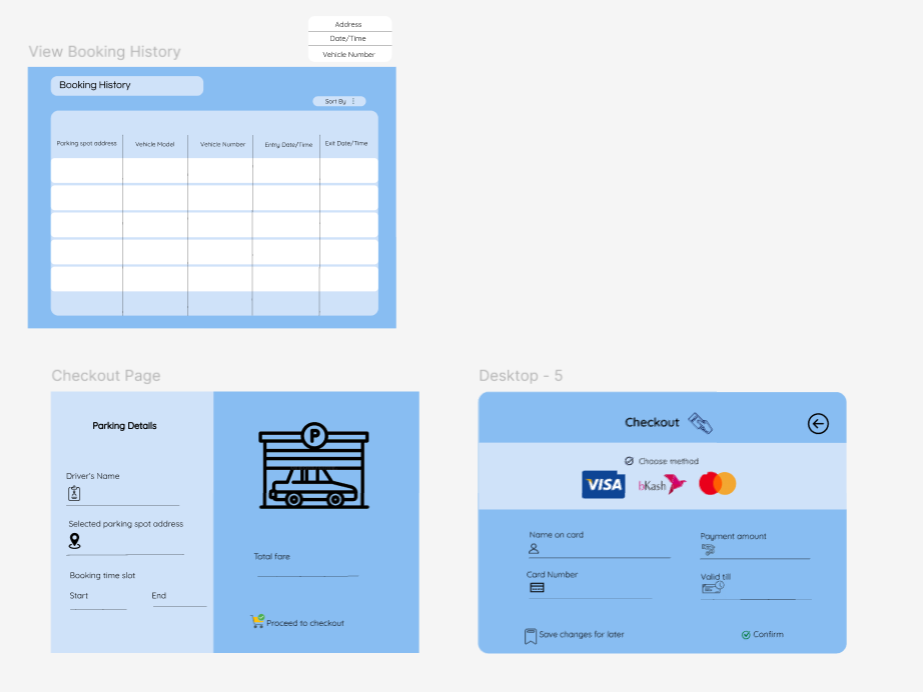 Address
Date/Time
Vehicle Number
View Booking History
Booking History
Sort By
Parking spot address Vehicle Model Vehicle Number Entry Date/Time Exit Date/Time
Checkout Page
Parking Details
Driver's Name
Selected parking spot address
Booking time slot
Start End
P
Total fare
Proceed to checkout
Desktop - 5
Checkout
Choose method
VISA bKash
Name on card Payment amount
Card Number Valid till
Save changes for later Confirm